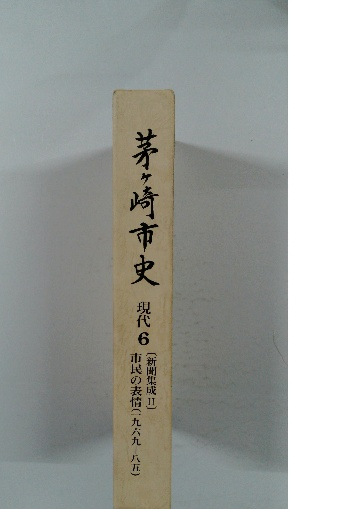 茅ヶ崎市史
現代6
〔新聞集成Ⅱ〕
市民の表情(一九六九―八五)